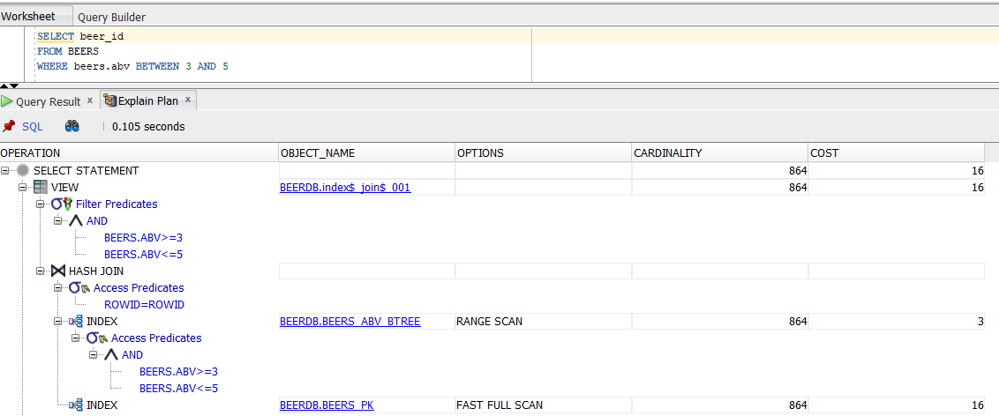 Worksheet Query Builder
SELECT beer_id
FROM BEERS
WHERE beers.abv BETWEEN 3 AND 5
Query Result x Explain Plan x
SQL 0.105 seconds
OPERATION OBJECT_NAME OPTIONS CARDINALITY COST
SELECT STATEMENT 864 16
VIEW BEERDB.index$_join$_001 864 16
Filter Predicates
AND
BEERS.ABV>=3
BEERS.ABV<=5
HASH JOIN
Access Predicates
ROWID=ROWID
INDEX BEERDB.BEERS_ABV_BTREE RANGE SCAN 864 3
Access Predicates
AND
BEERS.ABV>=3
BEERS.ABV<=5
INDEX BEERDB.BEERS_PK FAST FULL SCAN 864 16